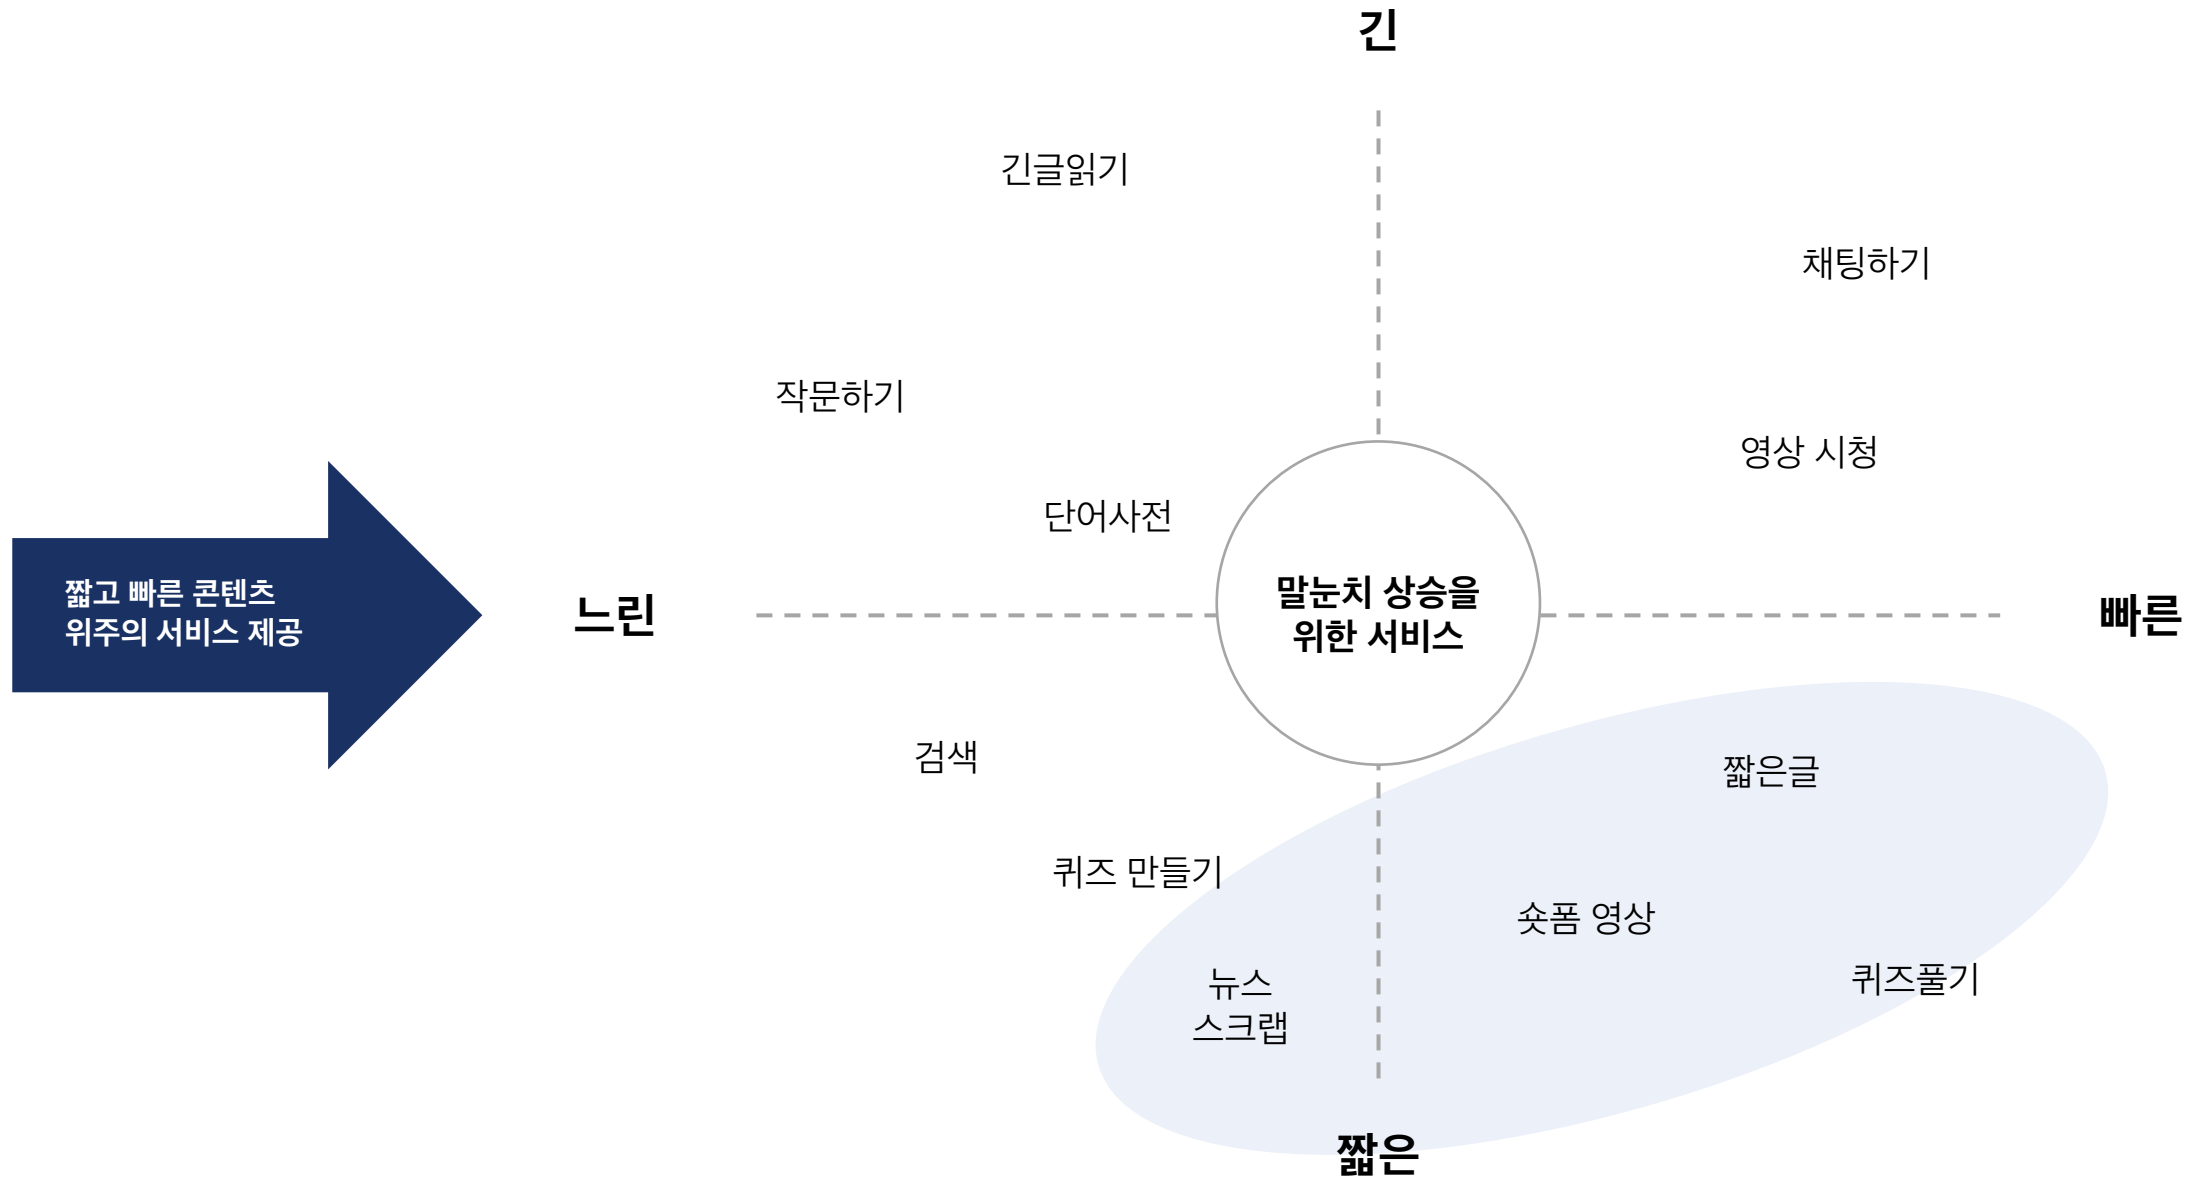 긴
긴글읽기
채팅하기
작문하기
영상 시청
단어사전
짧고 빠른 콘텐츠
위주의 서비스 제공
느린
말눈치 상승을
위한 서비스
빠른
검색
짧은글
퀴즈 만들기
숏폼 영상
뉴스
스크랩
퀴즈풀기
짧은